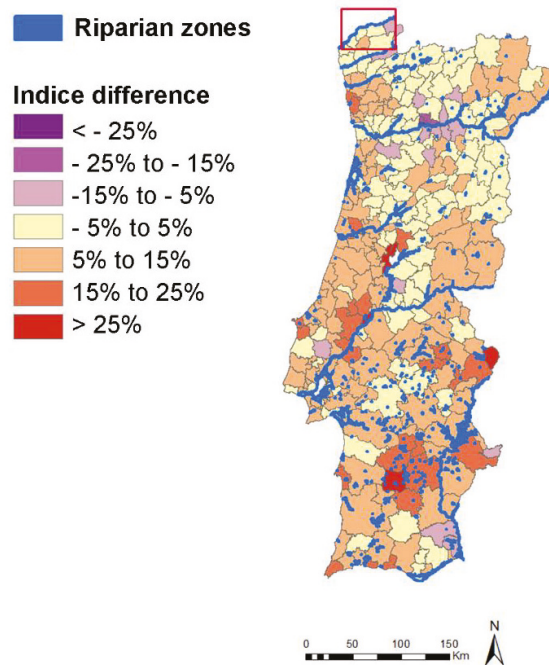 Riparian zones
Indice difference
< - 25%
- 25% to - 15%
-15% to - 5%
- 5% to 5%
5% to 15%
15% to 25%
> 25%
N
0 25 50 100 150
Km